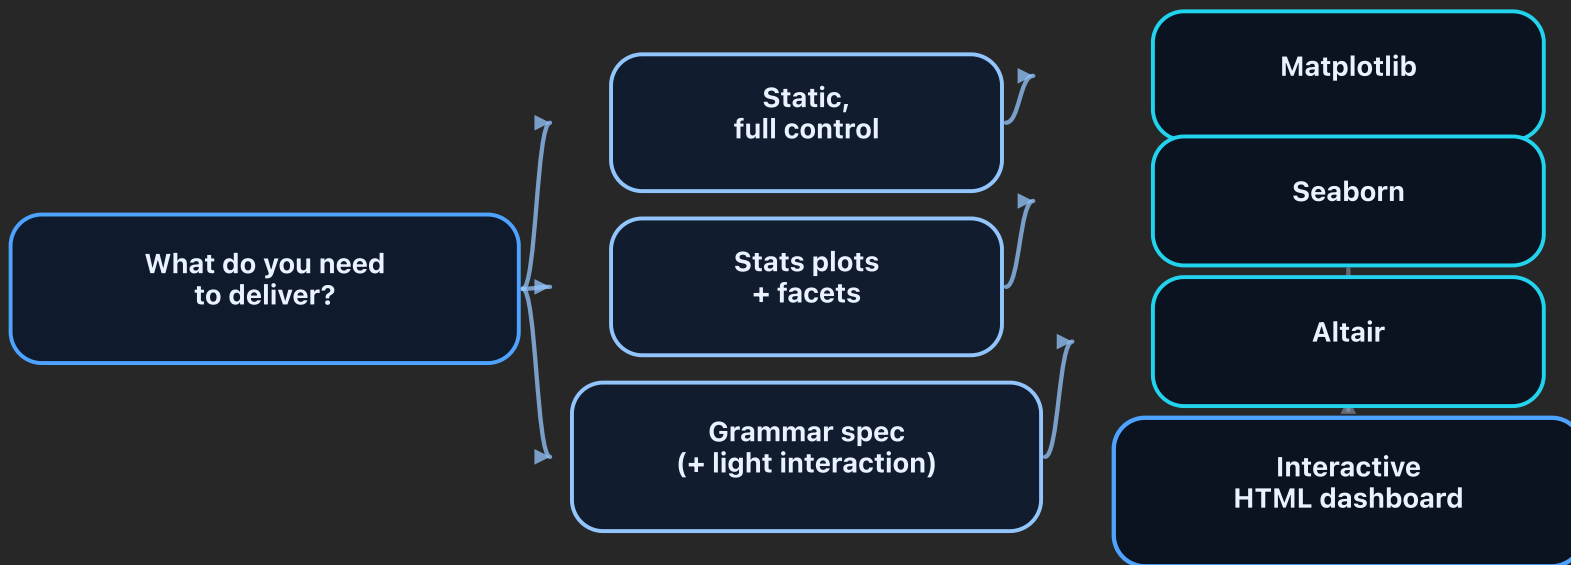 What do you need
to deliver?
Static,
full control
Stats plots
+ facets
Grammar spec
(+ light interaction)
Matplotlib
Seaborn
Altair
Interactive
HTML dashboard